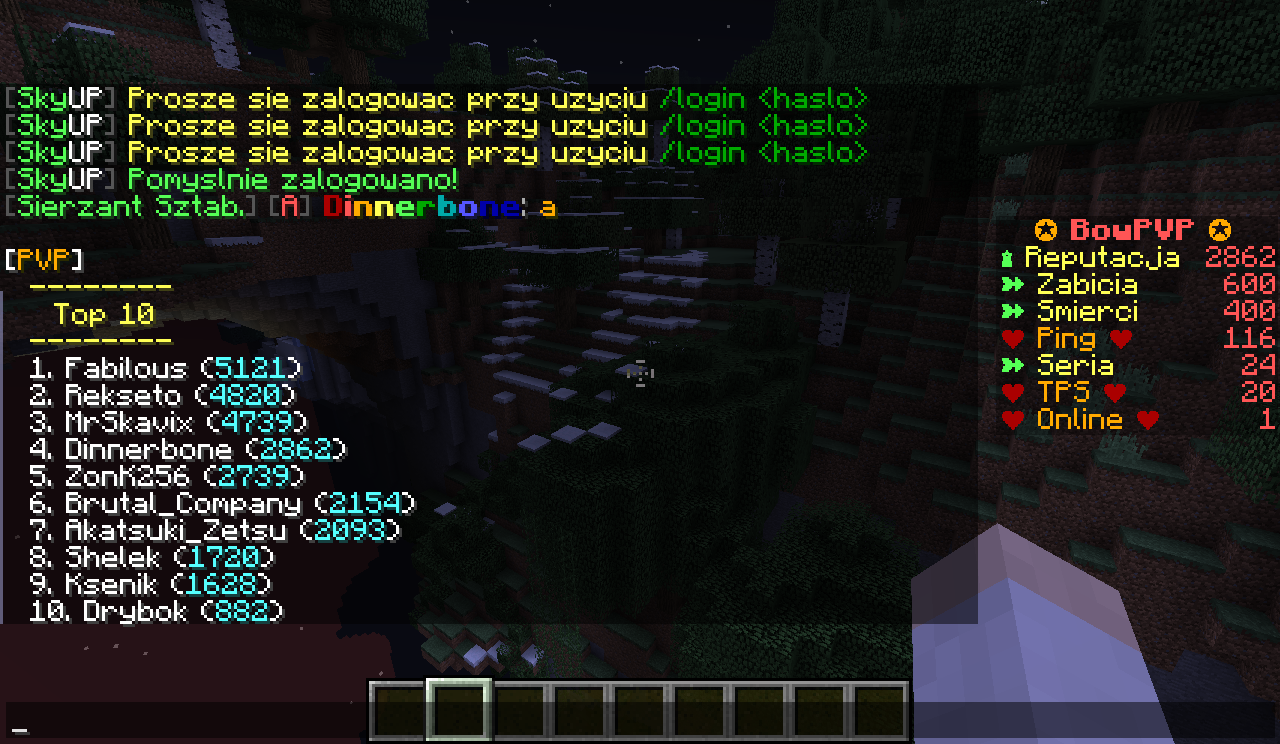 [SkyUP] Prosze sie zalogowac przy uzyciu /login <haslo>
[SkyUP] Prosze sie zalogowac przy uzyciu /login <haslo>
[SkyUP] Prosze sie zalogowac przy uzyciu /login <haslo>
[SkyUP] Pomyslnie zalogowano!
[Sierzant Sztab.] [A] Dinnerbone: a
[PVP]
--------
Top 10
--------
1. Fabilous (5121)
2. Rekseto (4820)
3. MrSkavix (4739)
4. Dinnerbone (2862)
5. ZonK256 (2739)
6. Brutal_Company (2154)
7. Akatsuki_Zetsu (2093)
8. Shelek (1720)
9. Ksenik (1628)
10. Drybok (882)
_
✪ BowPVP ✪
Reputacja 2862
Zabicia 600
Smierci 400
❤ Ping ❤ 116
Seria 24
❤ TPS ❤ 20
❤ Online ❤ 1